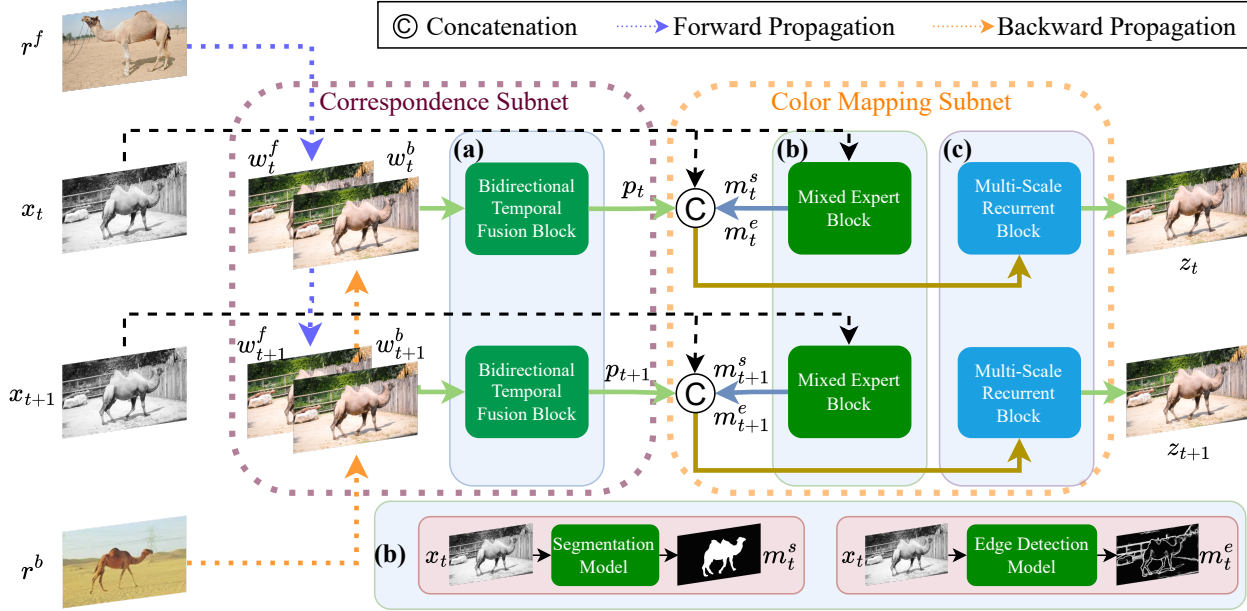 r^f
C Concatenation
Forward Propagation
Backward Propagation
Correspondence Subnet
Color Mapping Subnet
x_t
w_t^f
w_t^b
(a)
Bidirectional
Temporal
Fusion Block
p_t
C
m_t^s
m_t^e
(b)
Mixed Expert
Block
(c)
Multi-Scale
Recurrent
Block
z_t
x_{t+1}
w_{t+1}^f
w_{t+1}^b
Bidirectional
Temporal
Fusion Block
p_{t+1}
C
m_{t+1}^s
m_{t+1}^e
Mixed Expert
Block
Multi-Scale
Recurrent
Block
z_{t+1}
r^b
(b)
x_t
Segmentation
Model
m_t^s
x_t
Edge Detection
Model
m_t^e